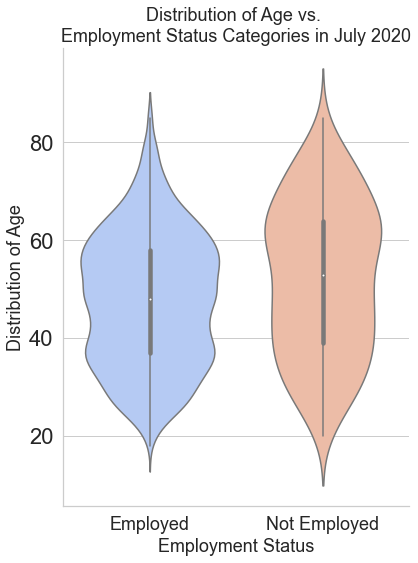 Distribution of Age vs.
Employment Status Categories in July 2020
Distribution of Age
80
60
40
20
Employed
Not Employed
Employment Status